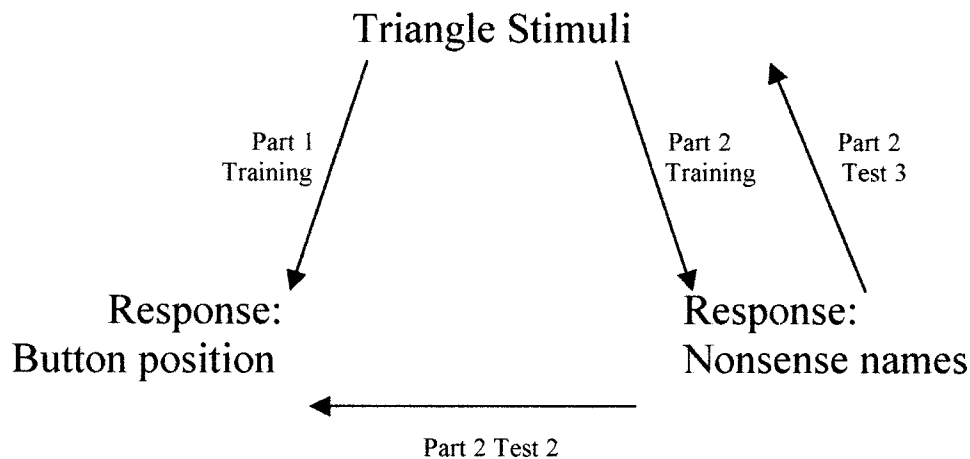 Triangle Stimuli
Part 1
Training
Part 2
Training
Part 2
Test 3
Response:
Button position
Response:
Nonsense names
Part 2 Test 2